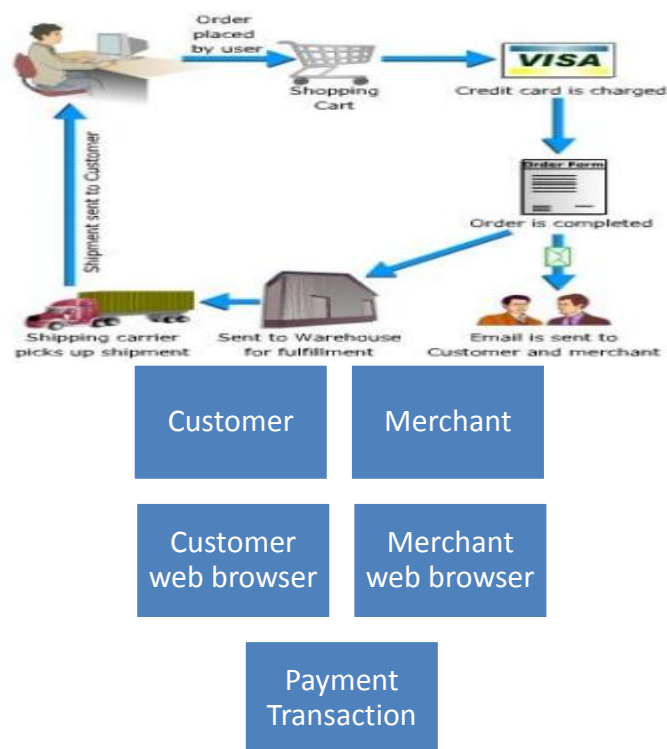 Order
placed
by user
Shopping
Cart
VISA
Credit card is charged
Order Form
Order is completed
Shipment sent to Customer
Shipping carrier
picks up shipment
Sent to Warehouse
for fulfillment
Email is sent to
Customer and merchant
Customer
Merchant
Customer
web browser
Merchant
web browser
Payment
Transaction